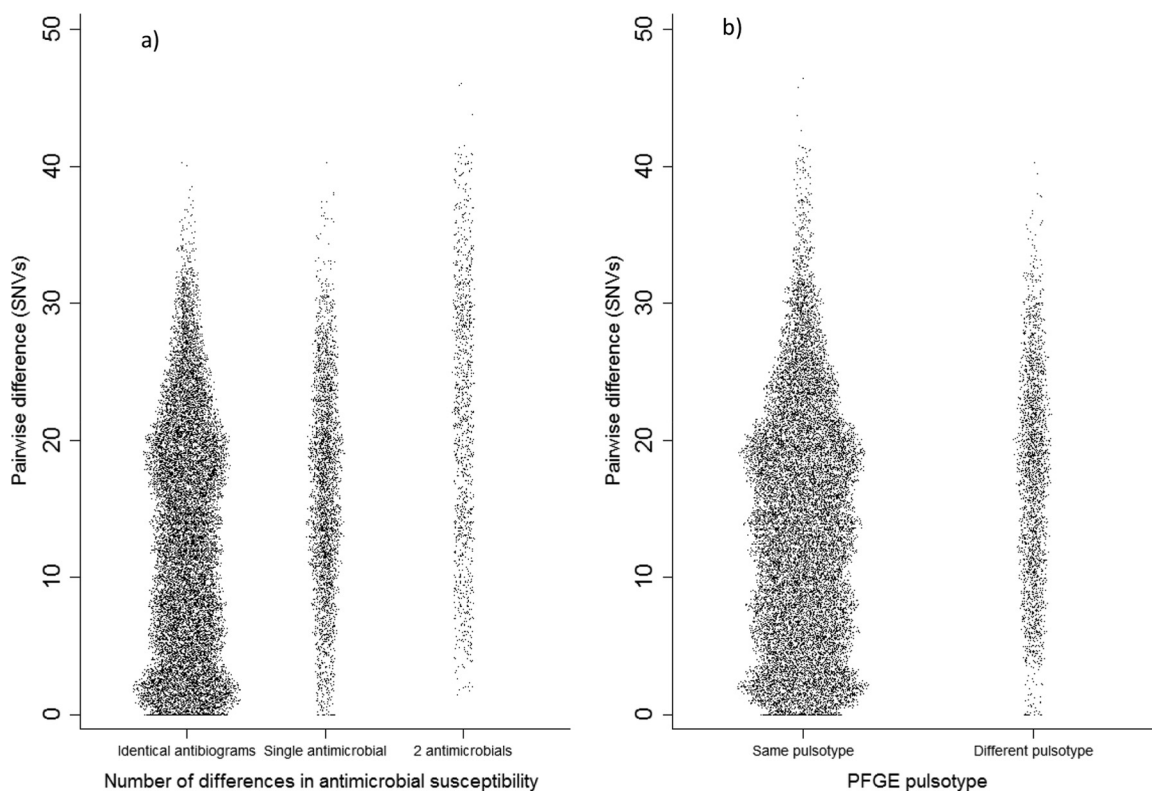 a)
50
40
30
20
10
0
Pairwise difference (SNVs)
Identical antibiograms Single antimicrobial 2 antimicrobials
Number of differences in antimicrobial susceptibility
b)
50
40
30
20
10
0
Pairwise difference (SNVs)
Same pulsotype Different pulsotype
PFGE pulsotype